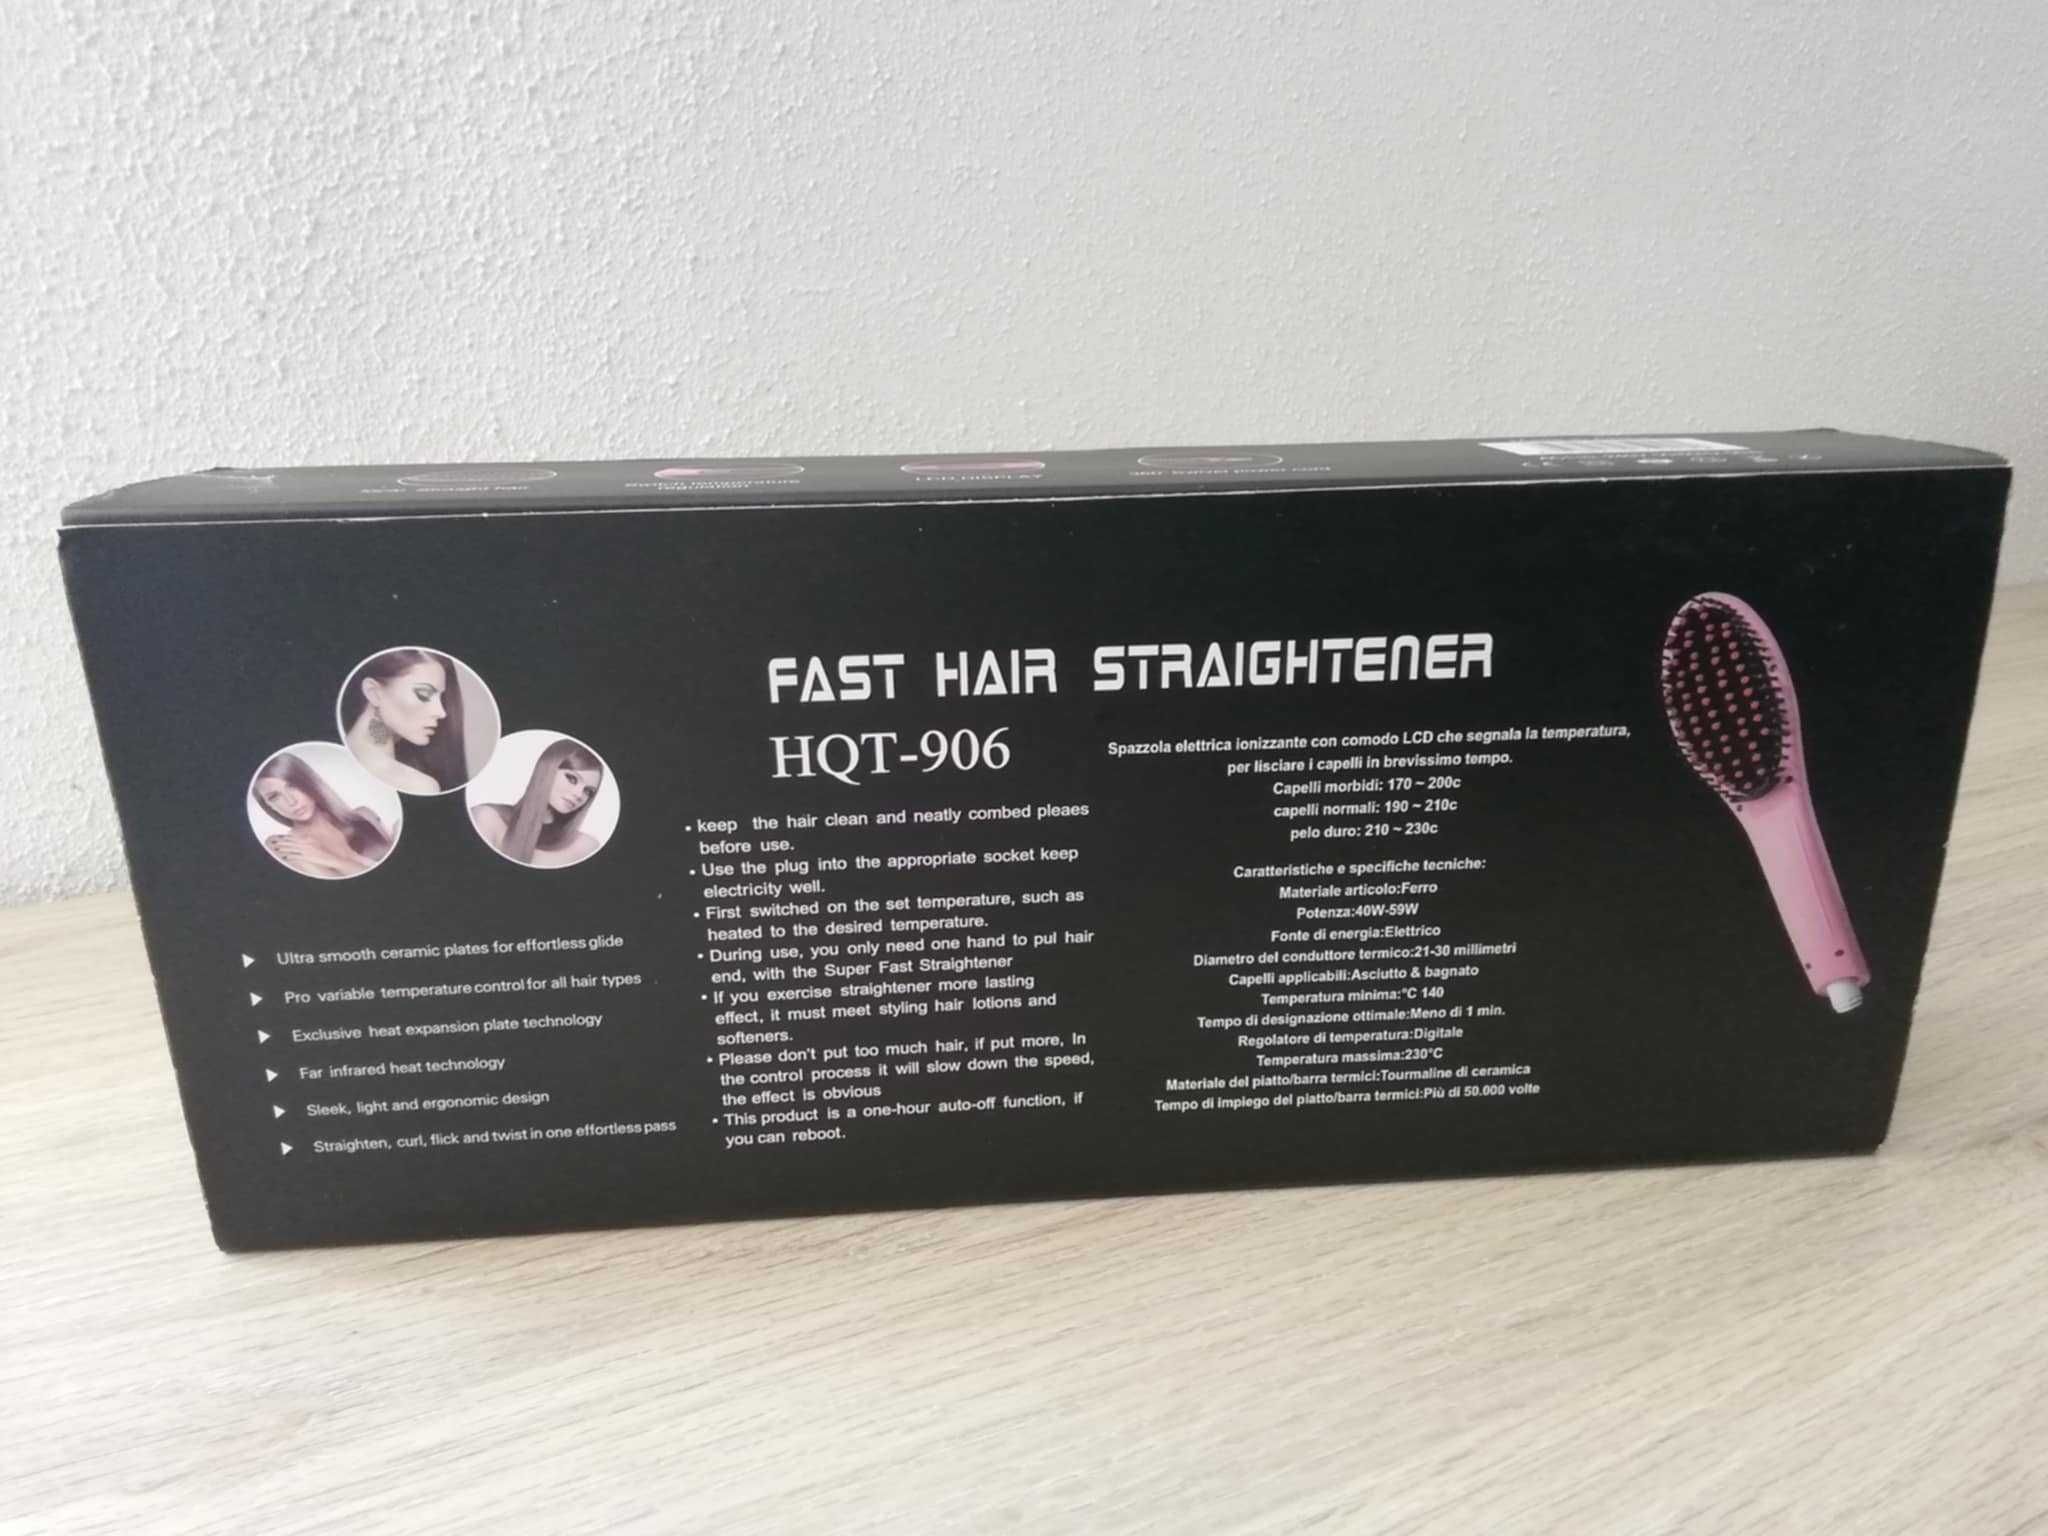 regulation
LCD DISPLAY
360° swivel power cord
FAST HAIR STRAIGHTENER
HQT-906
Ultra smooth ceramic plates for effortless glide
Pro variable temperature control for all hair types
Exclusive heat expansion plate technology
Far infrared heat technology
Sleek, light and ergonomic design
Straighten, curl, flick and twist in one effortless pass
• keep the hair clean and neatly combed pleaes
before use.
• Use the plug into the appropriate socket keep
electricity well.
• First switched on the set temperature, such as
heated to the desired temperature.
• During use, you only need one hand to pul hair
end, with the Super Fast Straightener
• If you exercise straightener more lasting
effect, it must meet styling hair lotions and
softeners.
• Please don't put too much hair, if put more, In
the control process it will slow down the speed,
the effect is obvious
• This product is a one-hour auto-off function, if
you can reboot.
Spazzola elettrica ionizzante con comodo LCD che segnala la temperatura,
per lisciare i capelli in brevissimo tempo.
Capelli morbidi: 170 ~ 200c
capelli normali: 190 ~ 210c
pelo duro: 210 ~ 230c
Caratteristiche e specifiche tecniche:
Materiale articolo:Ferro
Potenza:40W-59W
Fonte di energia:Elettrico
Diametro del conduttore termico:21-30 millimetri
Capelli applicabili:Asciutto & bagnato
Temperatura minima:°C 140
Tempo di designazione ottimale:Meno di 1 min.
Regolatore di temperatura:Digitale
Temperatura massima:230°C
Materiale del piatto/barra termici:Tourmaline di ceramica
Tempo di impiego del piatto/barra termici:Più di 50.000 volte